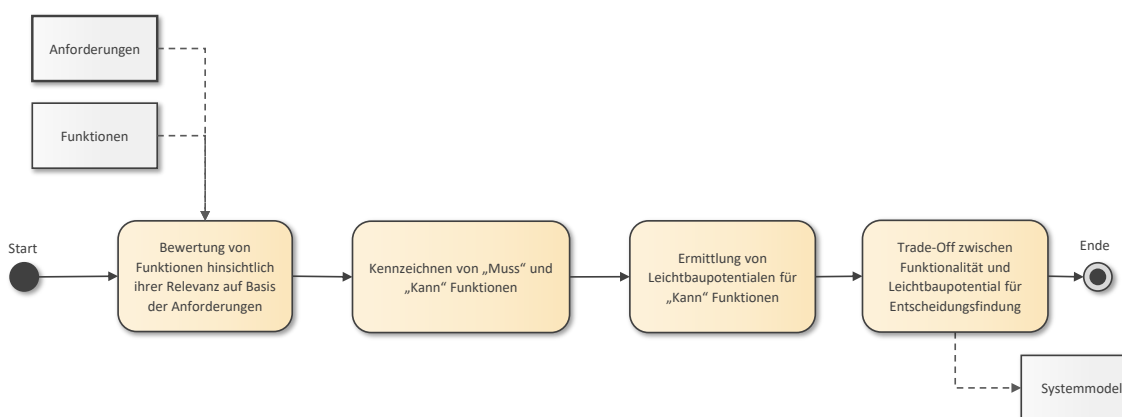 Anforderungen
Funktionen
Start
Bewertung von
Funktionen hinsichtlich
ihrer Relevanz auf Basis
der Anforderungen
Kennzeichnen von „Muss“ und
„Kann“ Funktionen
Ermittlung von
Leichtbaupotentialen für
„Kann“ Funktionen
Trade-Off zwischen
Funktionalität und
Leichtbaupotential für
Entscheidungsfindung
Ende
Systemmodel